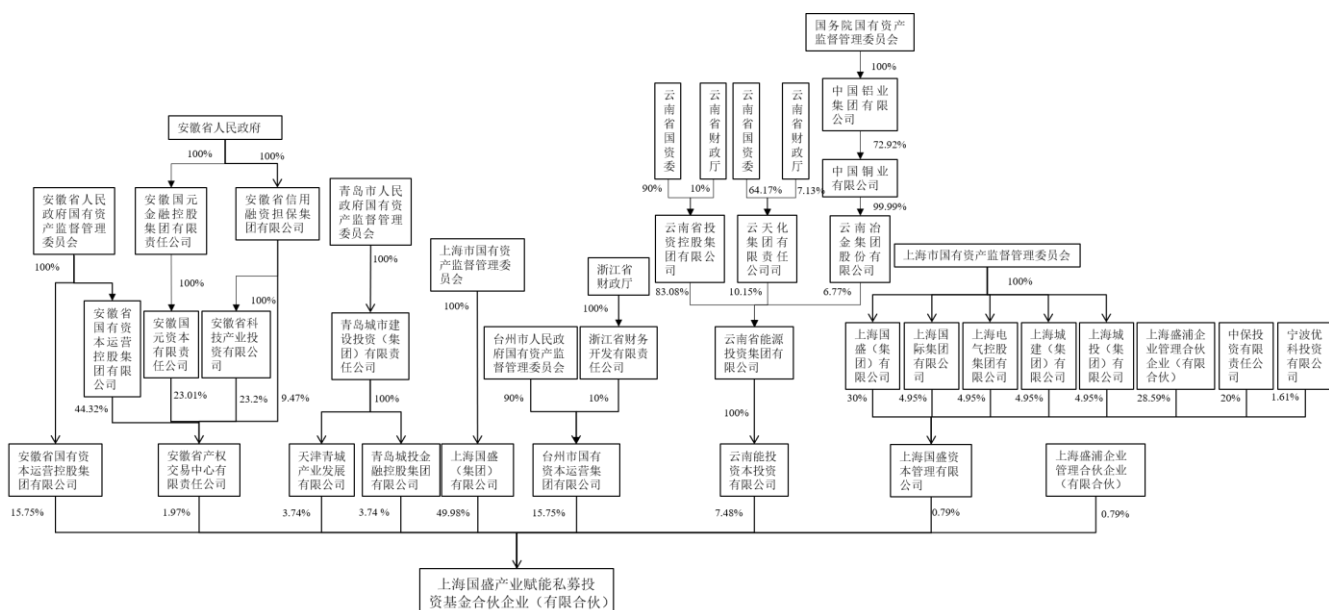 国务院国有资产
监督管理委员会
100%
中国铝业
集团有限
公司
72.92%
中国铜业
有限公司
99.99%
云南省国资委
云南省财政厅
云南省国资委
云南省财政厅
90%
10%
64.17%
7.13%
安徽省人民政府
100%
100%
安徽省人民
政府国有资
产监督管理
委员会
安徽国元
金融控股
集团有限
责任公司
安徽省信用
融资担保集
团有限公司
青岛市人民
政府国有资
产监督管理
委员会
上海市国有资
产监督管理委
员会
浙江省
财政厅
云南省投
资控股集
团有限公
司
云天化
集团有
限责任
公司司
云南冶
金集团
股份有
限公司
上海市国有资产监督管理委员会
100%
100%
100%
100%
100%
100%
100%
83.08%
10.15%
6.77%
安徽省
国有资
本运营
控股集
团有限
公司
安徽国
元资本
有限责
任公司
安徽省科
技产业投
资有限公
司
青岛城市建
设投资（集
团）有限责
任公司
台州市人民政
府国有资产监
督管理委员会
浙江省财务
开发有限责
任公司
云南省能源
投资集团有
限公司
上海国
盛（集
团）有
限公司
上海国
际集团
有限公
司
上海电
气控股
集团有
限公司
上海城
建（集
团）有
限公司
上海城
投（集
团）有
限公司
上海盛浦企
业管理合伙
企业（有限
合伙）
中保投
资有限
责任公
司
宁波优
科投资
有限公
司
44.32%
23.01%
23.2%
9.47%
100%
90%
10%
100%
30%
4.95%
4.95%
4.95%
4.95%
28.59%
20%
1.61%
安徽省国有资
本运营控股集
团有限公司
安徽省产权
交易中心有
限责任公司
天津青城
产业发展
有限公司
青岛城投金
融控股集团
有限公司
上海国盛
（集团）
有限公司
台州市国有
资本运营集
团有限公司
云南能投
资本投资
有限公司
上海国盛资
本管理有限
公司
上海盛浦企业
管理合伙企业
（有限合伙）
15.75%
1.97%
3.74%
3.74 %
49.98%
15.75%
7.48%
0.79%
0.79%
上海国盛产业赋能私募投
资基金合伙企业（有限合伙）